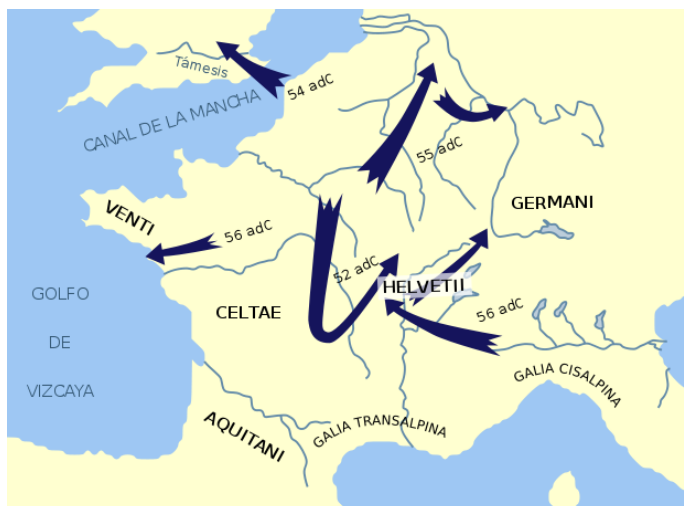 Támesis
54 adC
CANAL DE LA MANCHA
55 adC
VENTI
GERMANI
56 adC
52 adC
HELVETII
GOLFO
DE
VIZCAYA
CELTAE
56 adC
GALIA CISALPINA
AQUITANI
GALIA TRANSALPINA